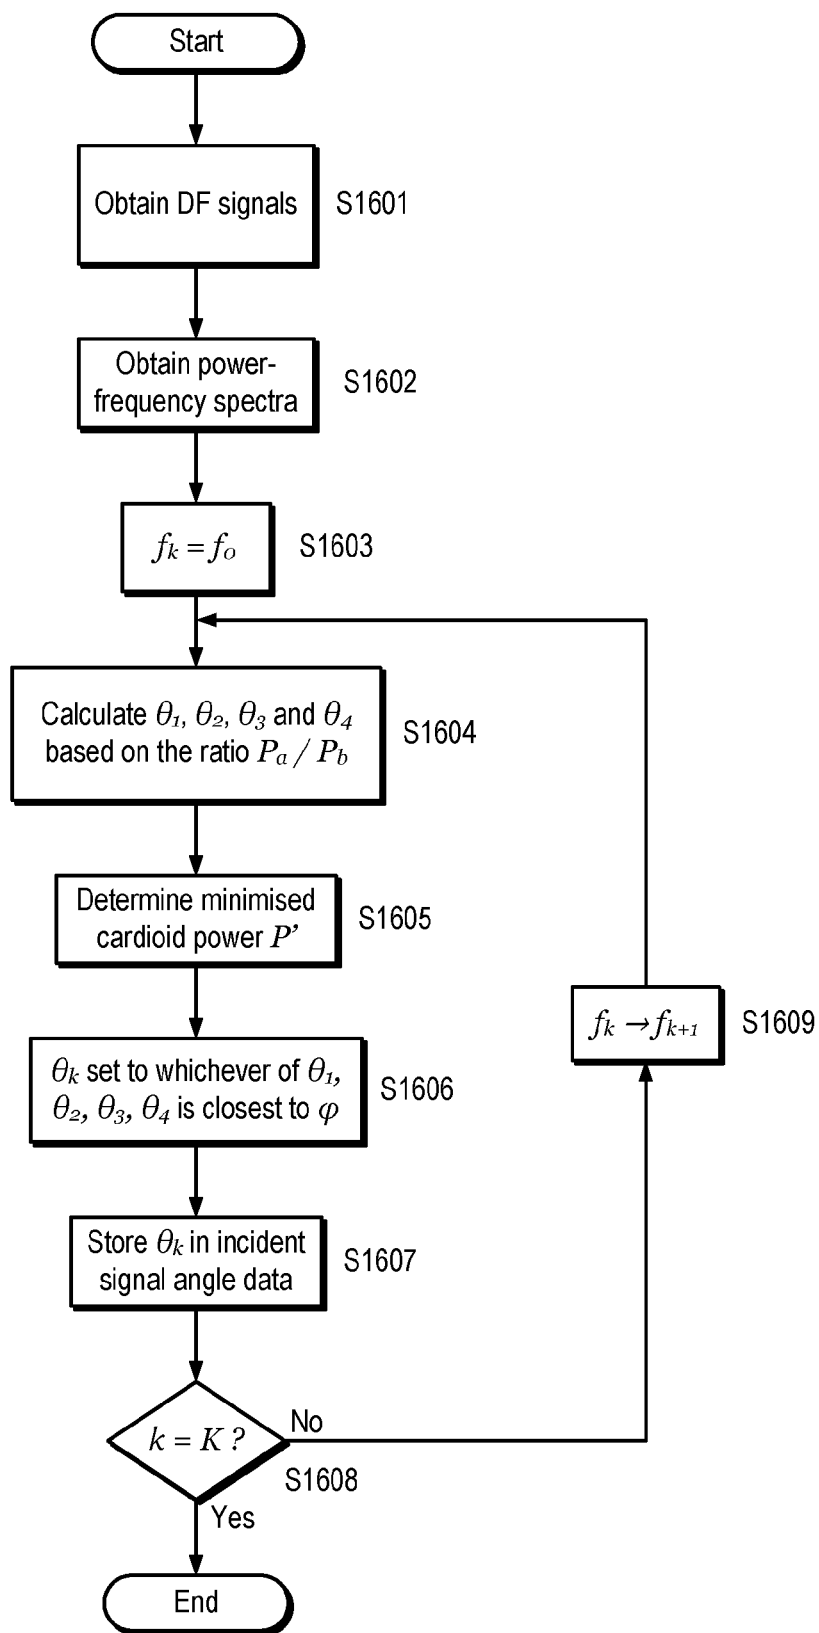 Start
Obtain DF signals
S1601
Obtain power-
frequency spectra
S1602
fₖ = fₒ
S1603
Calculate θ₁, θ₂, θ₃ and θ₄
based on the ratio Pₐ / P_b
S1604
Determine minimised
cardioid power P’
S1605
θₖ set to whichever of θ₁,
θ₂, θ₃, θ₄ is closest to φ
S1606
Store θₖ in incident
signal angle data
S1607
k = K ?
No
S1608
Yes
End
fₖ → fₖ₊₁
S1609